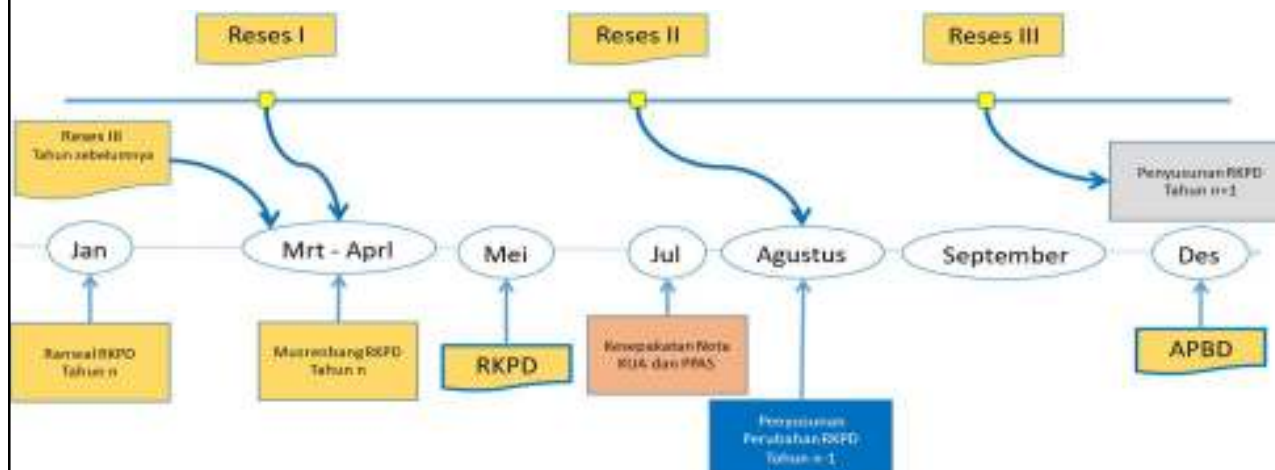 Reses I
Reses II
Reses III
Reses III
Tahun sebelumnya
Penyusunan RKPD
Tahun n+1
Jan
Mrt - Aprl
Mei
Jul
Agustus
September
Des
Ranwal RKPD
Tahun n
Musrenbang RKPD
Tahun n
RKPD
Kesepakatan Nota
KUA dan PPAS
APBD
Penyusunan
Perubahan RKPD
Tahun n-1